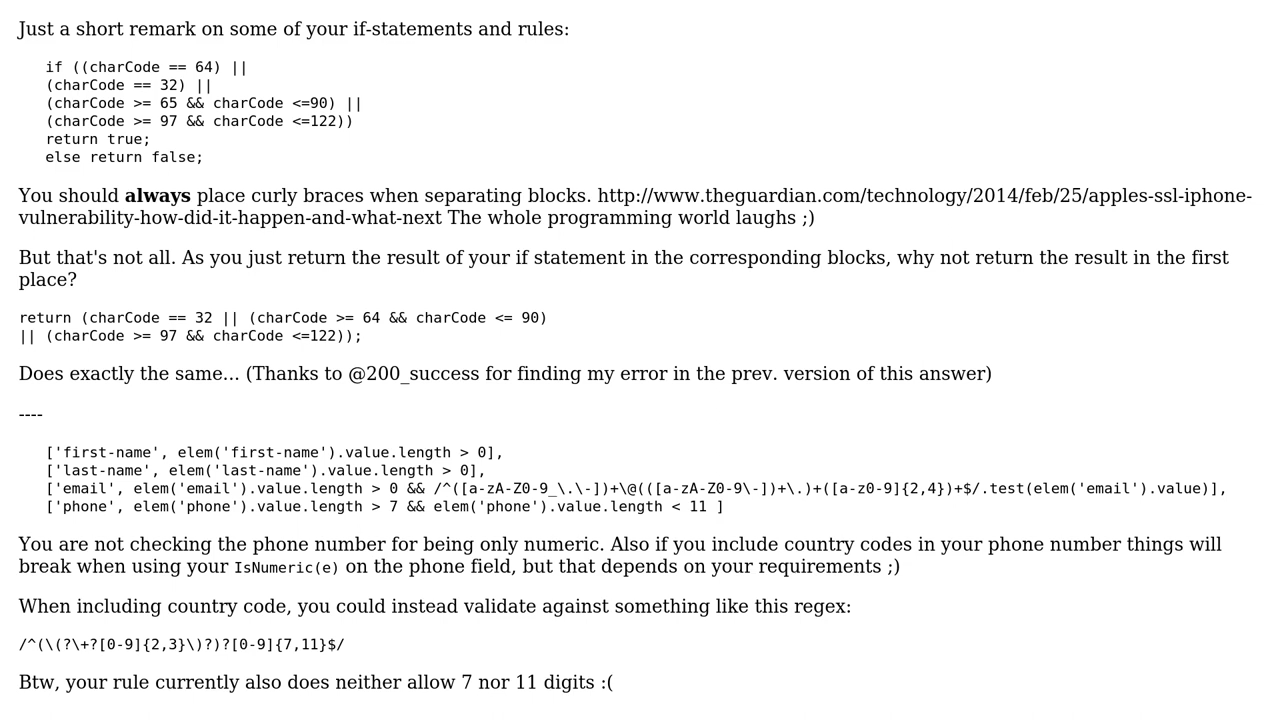 Just a short remark on some of your if-statements and rules:
if ((charCode == 64) ||
(charCode == 32) ||
(charCode >= 65 && charCode <=90) ||
(charCode >= 97 && charCode <=122))
return true;
else return false;
You should always place curly braces when separating blocks. http://www.theguardian.com/technology/2014/feb/25/apples-ssl-iphone-
vulnerability-how-did-it-happen-and-what-next The whole programming world laughs ;)
But that's not all. As you just return the result of your if statement in the corresponding blocks, why not return the result in the first
place?
return (charCode == 32 || (charCode >= 64 && charCode <= 90)
|| (charCode >= 97 && charCode <=122));
Does exactly the same... (Thanks to @200_success for finding my error in the prev. version of this answer)
----
['first-name', elem('first-name').value.length > 0],
['last-name', elem('last-name').value.length > 0],
['email', elem('email').value.length > 0 && /^([a-zA-Z0-9_\.\-])+\@(([a-zA-Z0-9\-])+\.)+([a-z0-9]{2,4})+$/.test(elem('email').value)],
['phone', elem('phone').value.length > 7 && elem('phone').value.length < 11 ]
You are not checking the phone number for being only numeric. Also if you include country codes in your phone number things will
break when using your IsNumeric(e) on the phone field, but that depends on your requirements ;)
When including country code, you could instead validate against something like this regex:
/^(\(?\+?[0-9]{2,3}\)?)?[0-9]{7,11}$/
Btw, your rule currently also does neither allow 7 nor 11 digits :(